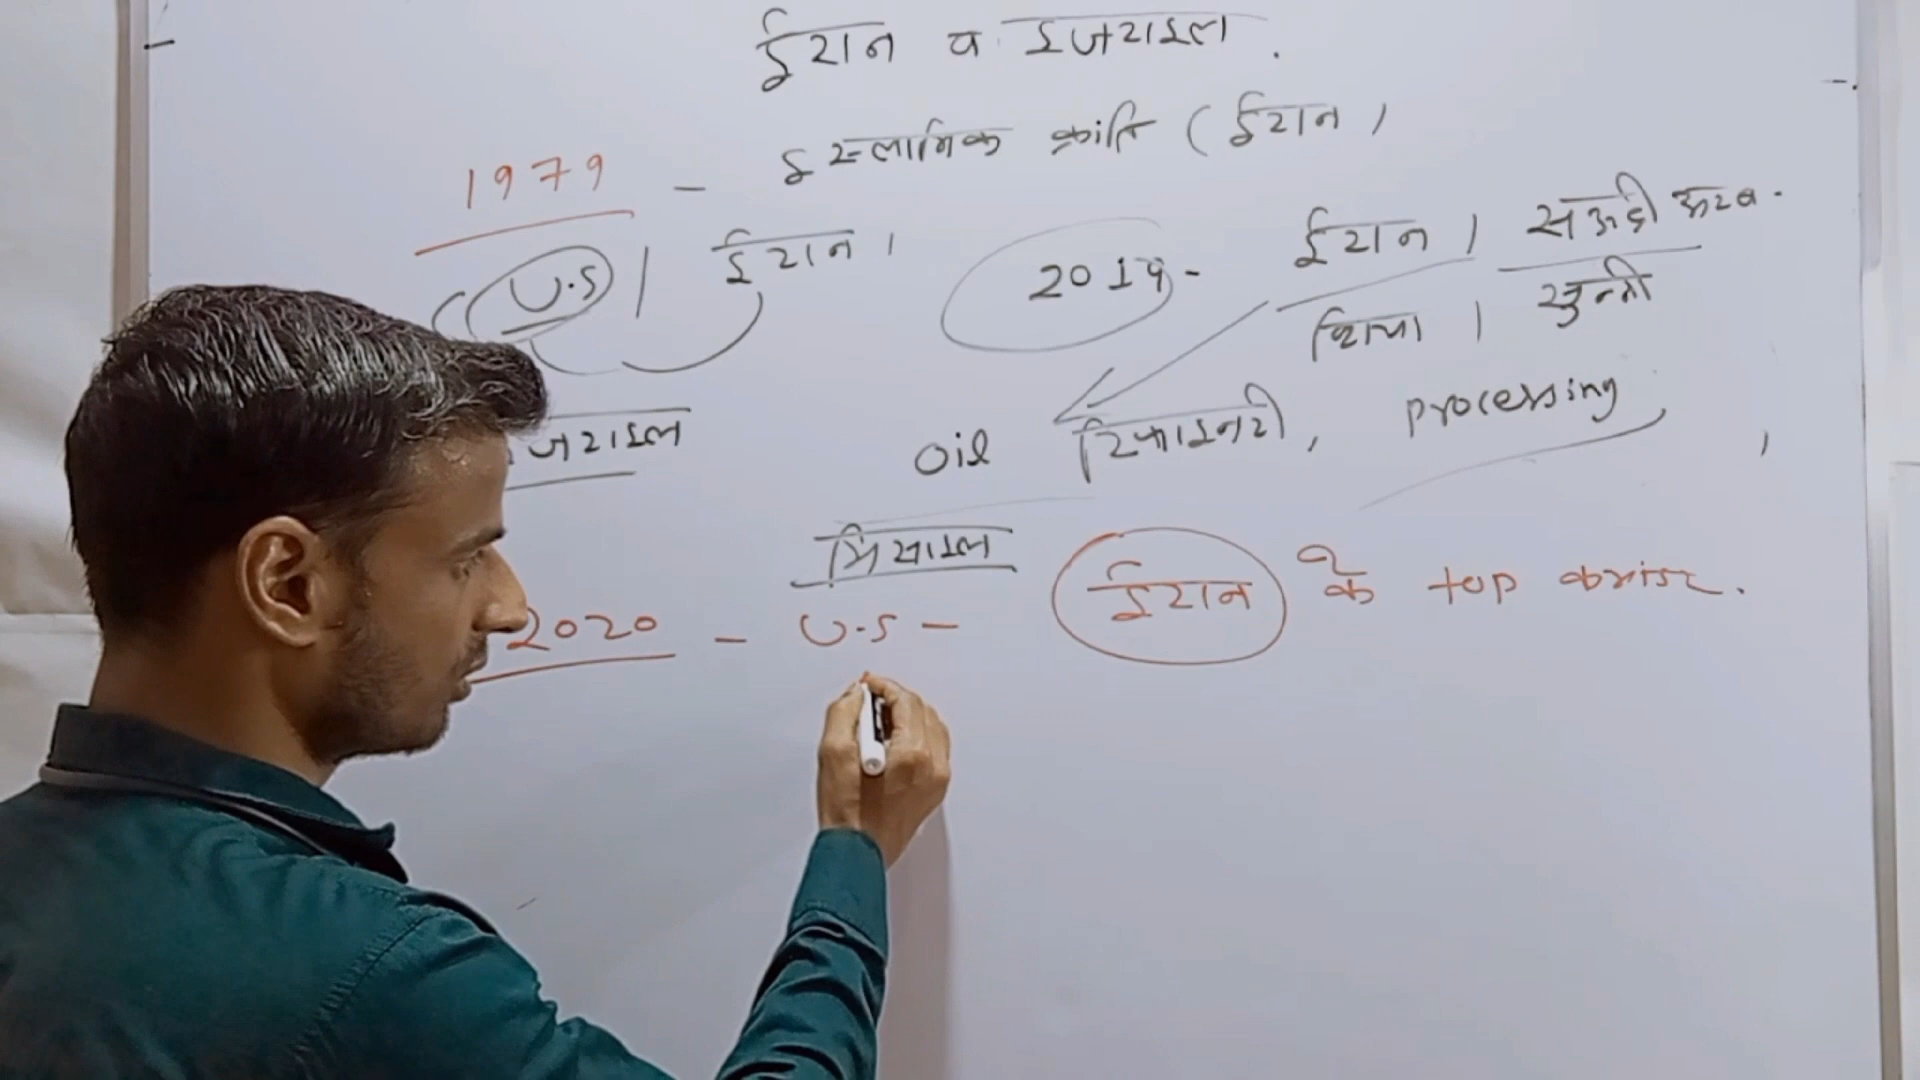 ईरान व इजराइल.
1979 - इस्लामिक क्रांति (ईरान)
U.S / ईरान।
2019 - ईरान / सऊदी अरब.
शिया / सुन्नी
जराइल
oil रिफाइनरी, processing,
मिसाइल
2020 - U.S - ईरान के top कमांडर.